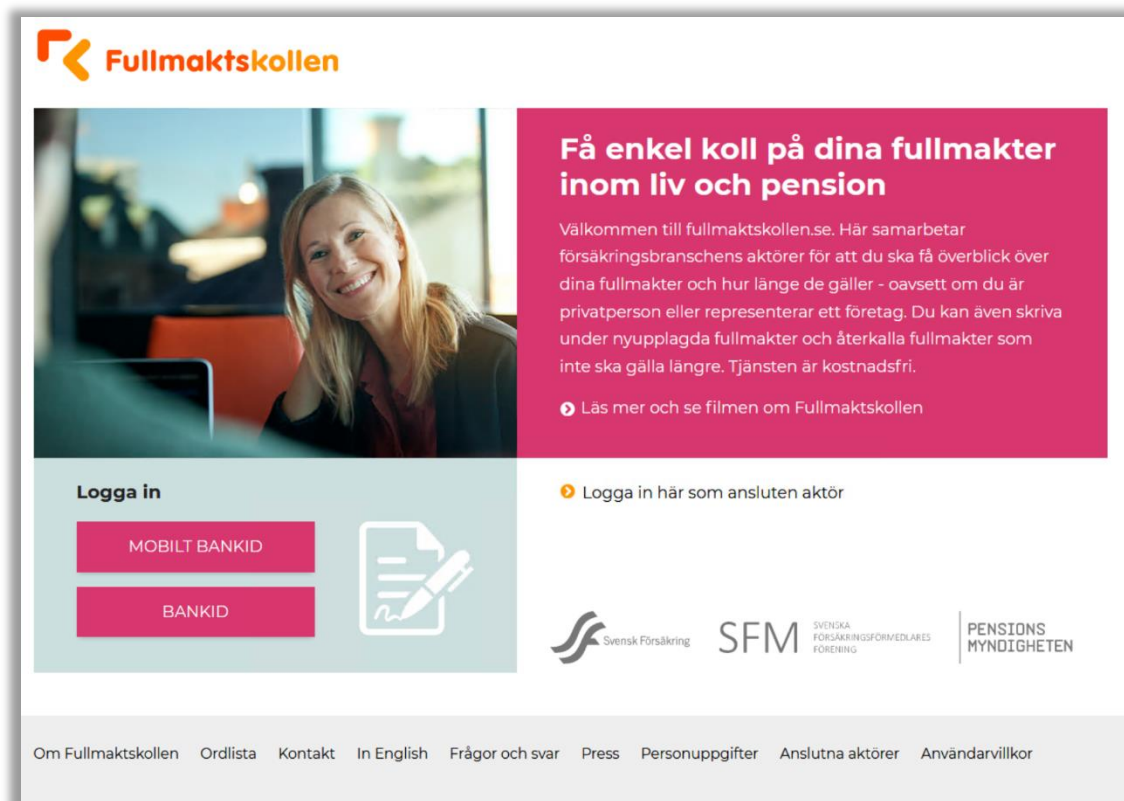 Fullmaktskollen
Få enkel koll på dina fullmakter
inom liv och pension
Välkommen till fullmaktskollen.se. Här samarbetar
försäkringsbranschens aktörer för att du ska få överblick över
dina fullmakter och hur länge de gäller - oavsett om du är
privatperson eller representerar ett företag. Du kan även skriva
under nyupplagda fullmakter och återkalla fullmakter som
inte ska gälla längre. Tjänsten är kostnadsfri.
Läs mer och se filmen om Fullmaktskollen
Logga in
MOBILT BANKID
BANKID
Logga in här som ansluten aktör
Svensk Försäkring
SFM
SVENSKA
FÖRSÄKRINGSFÖRMEDLARES
FÖRENING
PENSIONS
MYNDIGHETEN
Om Fullmaktskollen Ordlista Kontakt In English Frågor och svar Press Personuppgifter Anslutna aktörer Användarvillkor